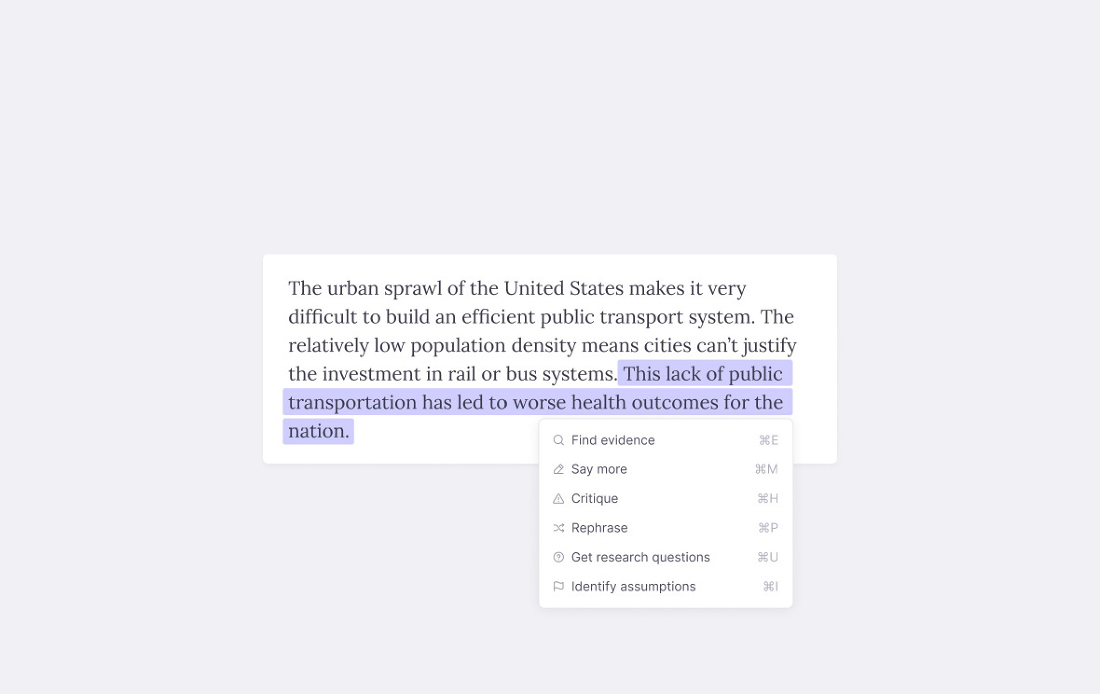 The urban sprawl of the United States makes it very
difficult to build an efficient public transport system. The
relatively low population density means cities can’t justify
the investment in rail or bus systems. This lack of public
transportation has led to worse health outcomes for the
nation.
Find evidence ⌘E
Say more ⌘M
Critique ⌘H
Rephrase ⌘P
Get research questions ⌘U
Identify assumptions ⌘I